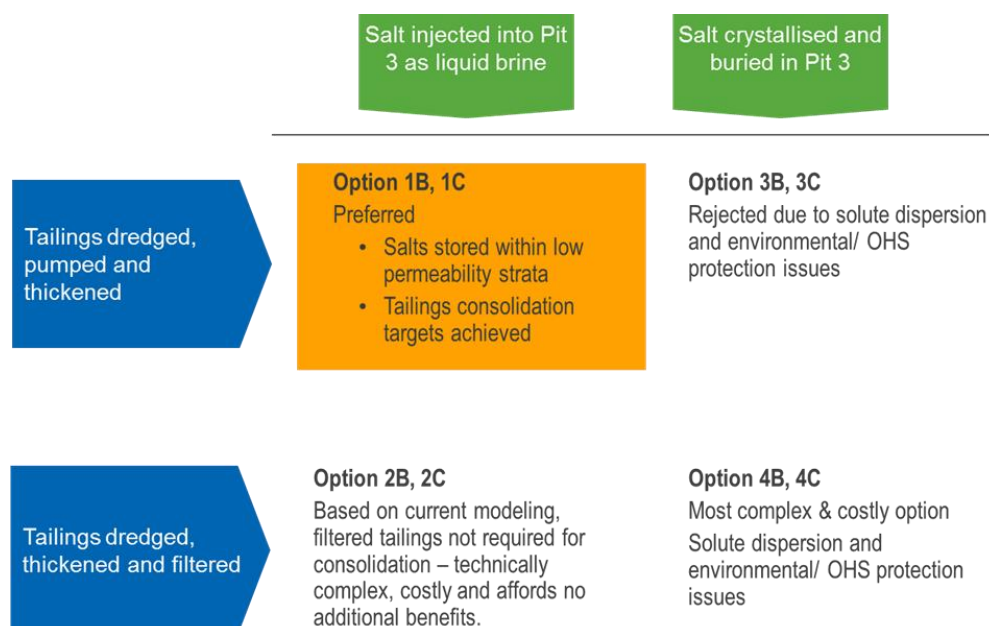 Salt injected into Pit
3 as liquid brine
Salt crystallised and
buried in Pit 3
Tailings dredged,
pumped and
thickened
Option 1B, 1C
Preferred
• Salts stored within low
permeability strata
• Tailings consolidation
targets achieved
Option 3B, 3C
Rejected due to solute dispersion
and environmental/ OHS
protection issues
Tailings dredged,
thickened and filtered
Option 2B, 2C
Based on current modeling,
filtered tailings not required for
consolidation – technically
complex, costly and affords no
additional benefits.
Option 4B, 4C
Most complex & costly option
Solute dispersion and
environmental/ OHS protection
issues